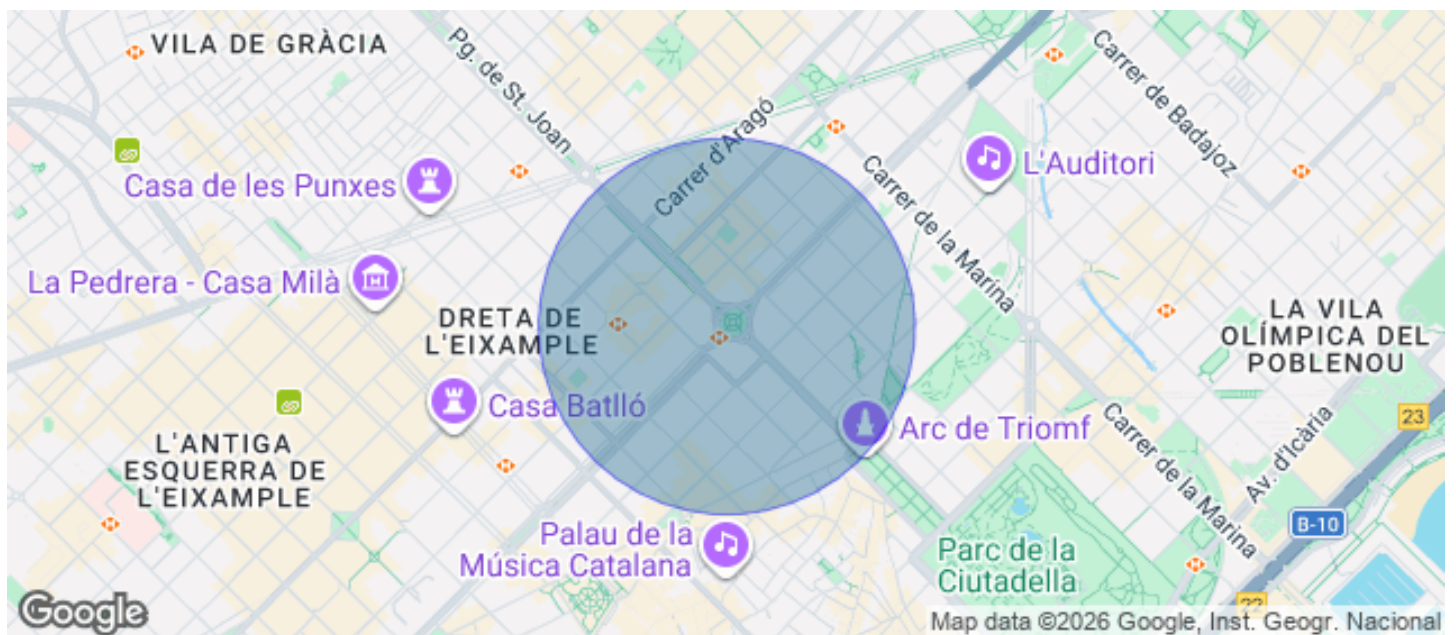 VILA DE GRÀCIA
Pg. de St. Joan
Carrer d'Aragó
Carrer de Badajoz
L'Auditori
Casa de les Punxes
Carrer de la Marina
La Pedrera - Casa Milà
DRETA DE
L'EIXAMPLE
LA VILA
OLÍMPICA DEL
POBLENOU
Casa Batlló
Arc de Triomf
23
L'ANTIGA
ESQUERRA DE
L'EIXAMPLE
Av. d'Icària
Carrer de la Marina
B-10
Palau de la
Música Catalana
Parc de la
Ciutadella
22
Google
Map data ©2026 Google, Inst. Geogr. Nacional